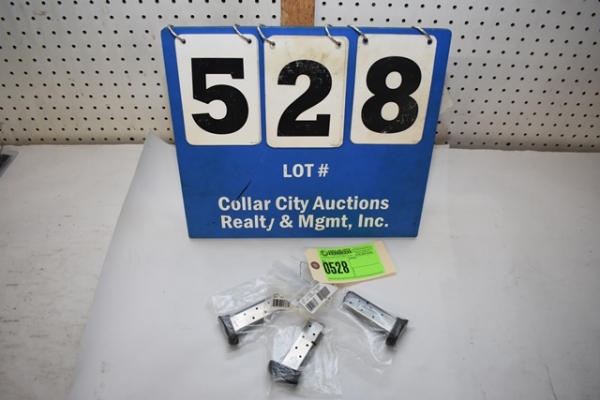 528
LOT #
Collar City Auctions
Realty & Mgmt, Inc.
0528